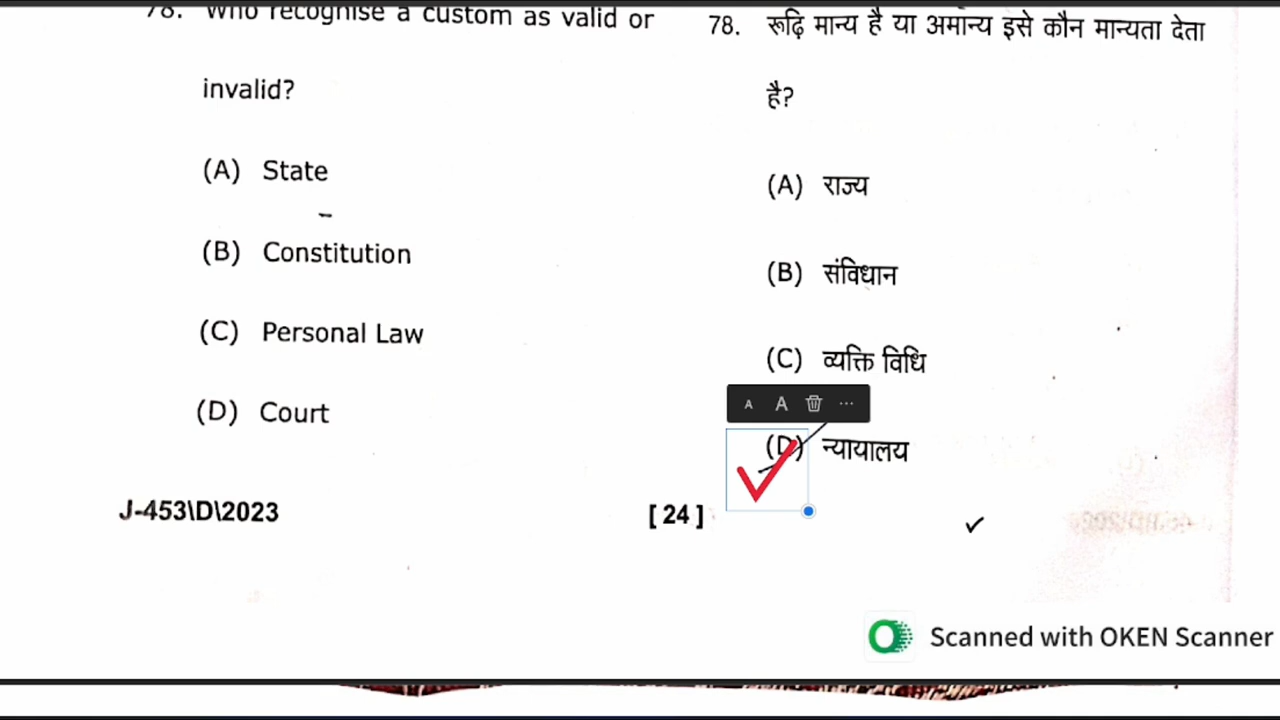 78. Who recognise a custom as valid or
invalid?
(A) State
(B) Constitution
(C) Personal Law
(D) Court
78. रूढ़ि मान्य है या अमान्य इसे कौन मान्यता देता
है?
(A) राज्य
(B) संविधान
(C) व्यक्ति विधि
A A ...
(D) न्यायालय
J-453\D\2023
[ 24 ]
Scanned with OKEN Scanner